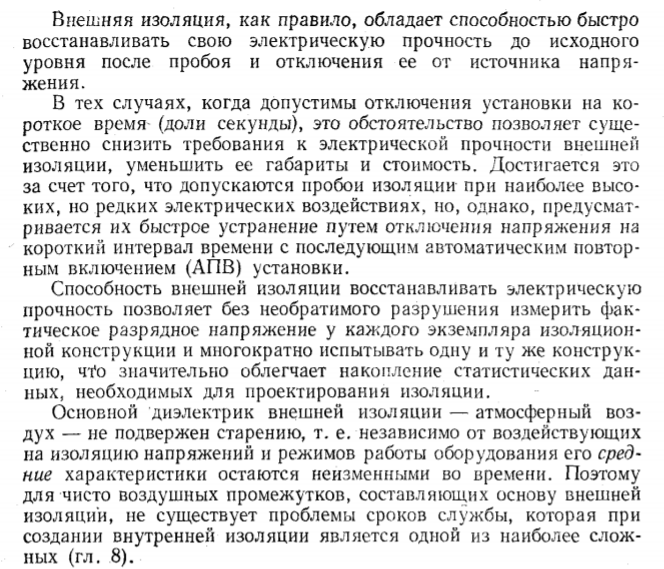 Внешняя изоляция, как правило, обладает способностью быстро
восстанавливать свою электрическую прочность до исходного
уровня после пробоя и отключения ее от источника напря-
жения.
В тех случаях, когда допустимы отключения установки на ко-
роткое время (доли секунды), это обстоятельство позволяет суще-
ственно снизить требования к электрической прочности внешней
изоляции, уменьшить ее габариты и стоимость. Достигается это
за счет того, что допускаются пробои изоляции при наиболее высо-
ких, но редких электрических воздействиях, но, однако, предусмат-
ривается их быстрое устранение путем отключения напряжения на
короткий интервал времени с последующим автоматическим повтор-
ным включением (АПВ) установки.
Способность внешней изоляции восстанавливать электрическую
прочность позволяет без необратимого разрушения измерить фак-
тическое разрядное напряжение у каждого экземпляра изоляцион-
ной конструкции и многократно испытывать одну и ту же конструк-
цию, что значительно облегчает накопление статистических дан-
ных, необходимых для проектирования изоляции.
Основной диэлектрик внешней изоляции — атмосферный воз-
дух — не подвержен старению, т. е. независимо от воздействующих
на изоляцию напряжений и режимов работы оборудования его сред-
ние характеристики остаются неизменными во времени. Поэтому
для чисто воздушных промежутков, составляющих основу внешней
изоляции, не существует проблемы сроков службы, которая при
создании внутренней изоляции является одной из наиболее слож-
ных (гл. 8).